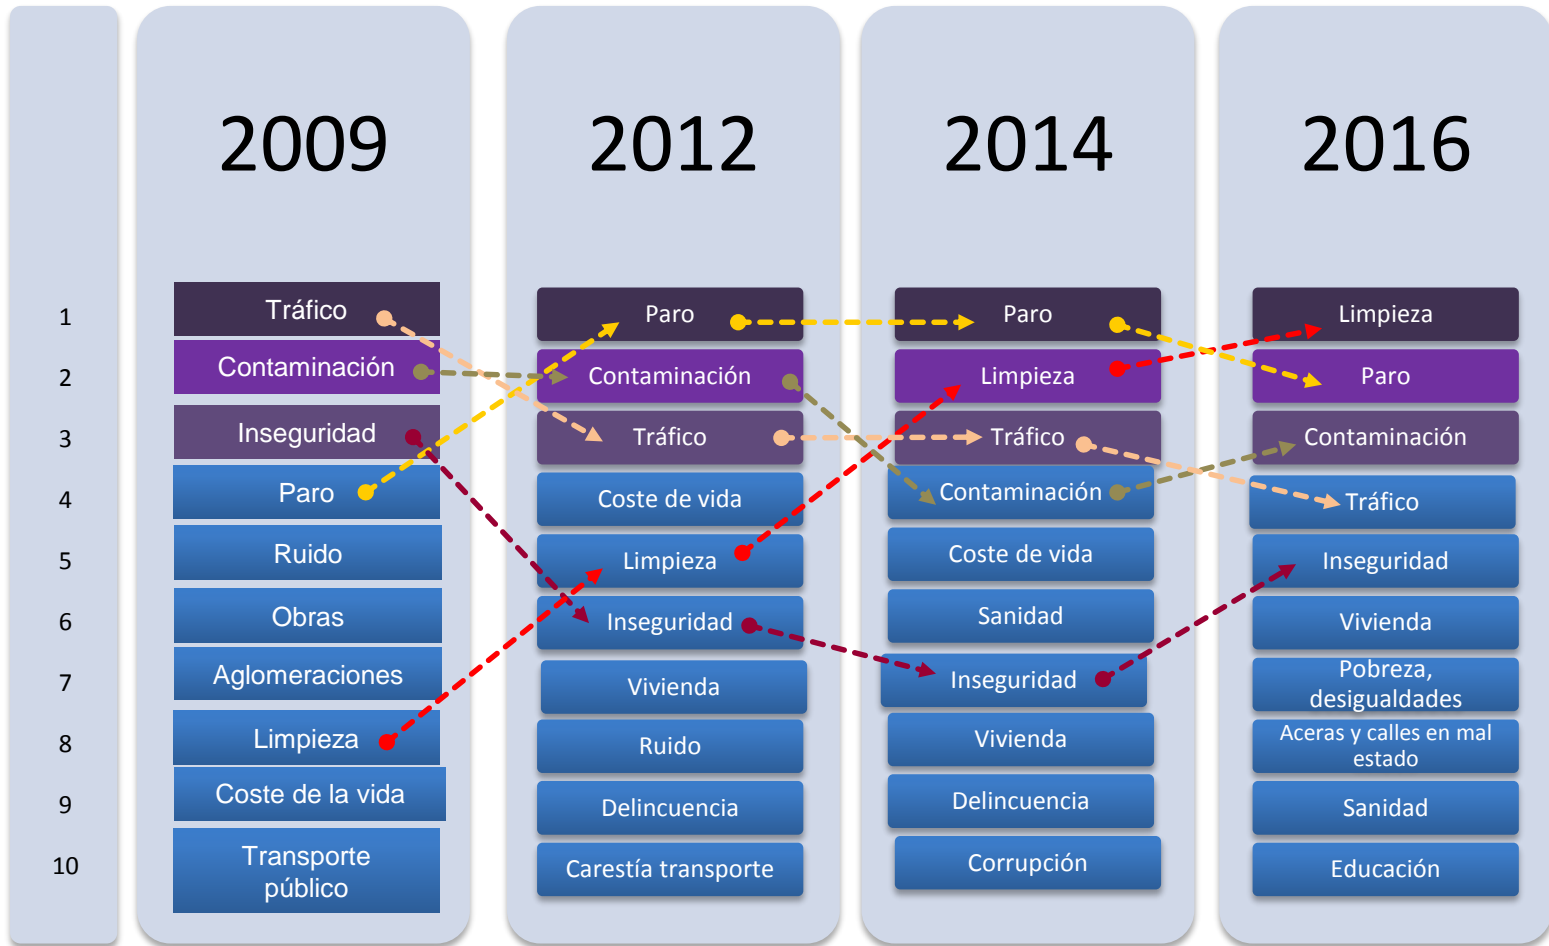 2009
2012
2014
2016
1
Tráfico
Paro
Paro
Limpieza
2
Contaminación
Contaminación
Limpieza
Paro
3
Inseguridad
Tráfico
Tráfico
Contaminación
4
Paro
Coste de vida
Contaminación
Tráfico
5
Ruido
Limpieza
Coste de vida
Inseguridad
6
Obras
Inseguridad
Sanidad
Vivienda
7
Aglomeraciones
Vivienda
Inseguridad
Pobreza,
desigualdades
8
Limpieza
Ruido
Vivienda
Aceras y calles en mal
estado
9
Coste de la vida
Delincuencia
Delincuencia
Sanidad
10
Transporte
público
Carestía transporte
Corrupción
Educación